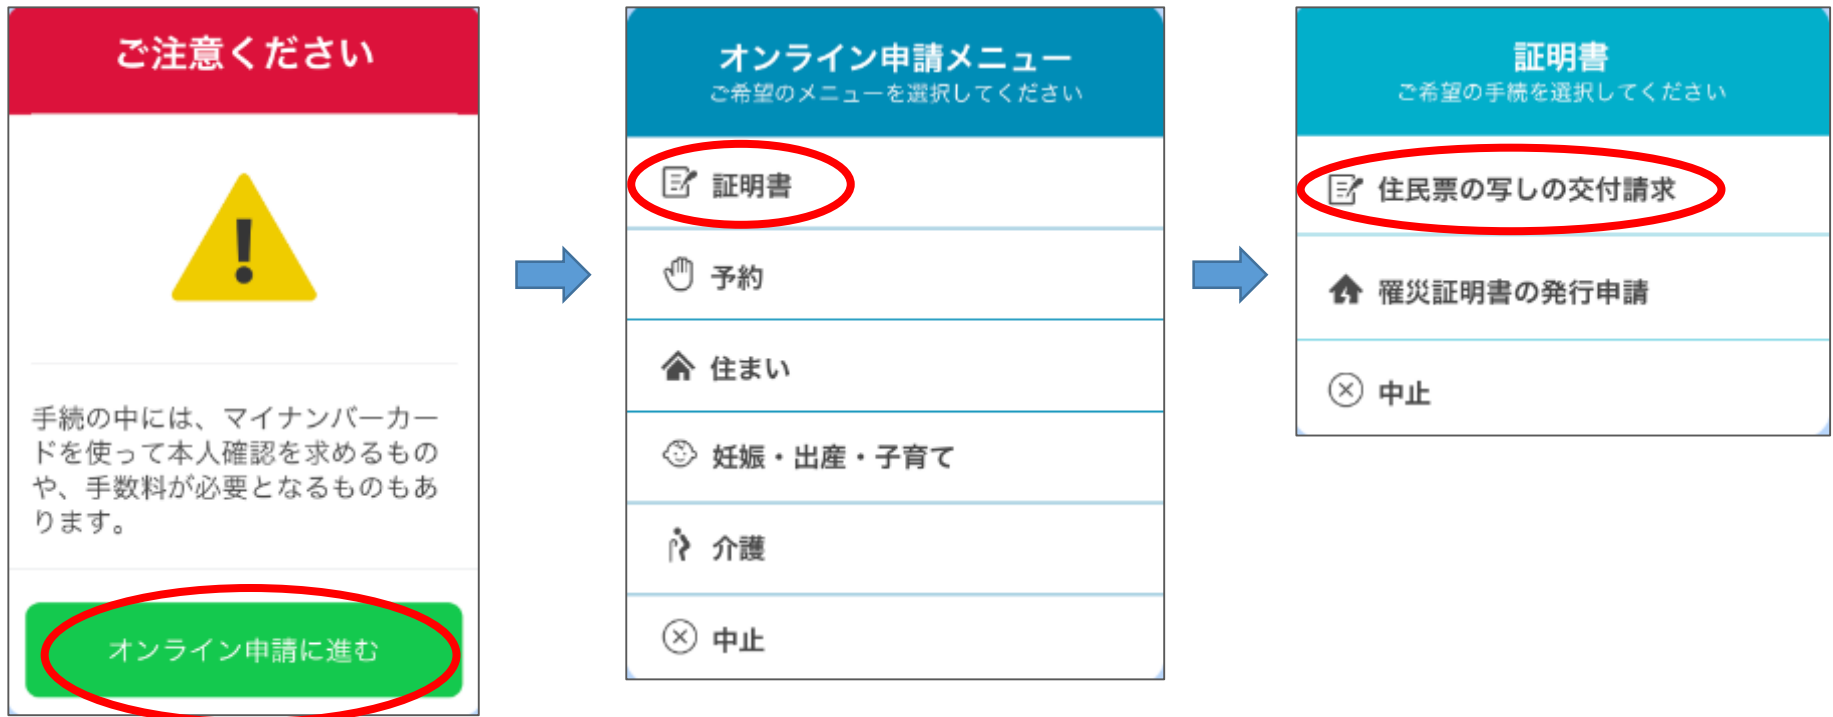 ご注意ください
手続の中には、マイナンバーカー
ドを使って本人確認を求めるもの
や、手数料が必要となるものもあ
ります。
オンライン申請に進む
オンライン申請メニュー
ご希望のメニューを選択してください
証明書
予約
住まい
妊娠・出産・子育て
介護
中止
証明書
ご希望の手続を選択してください
住民票の写しの交付請求
罹災証明書の発行申請
中止